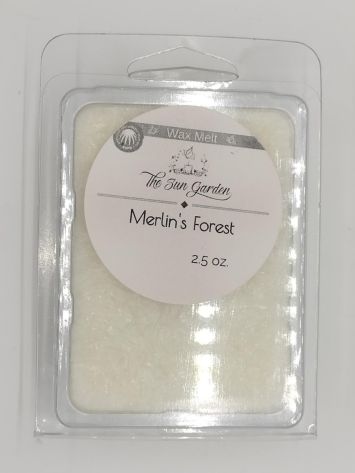 Wax Melt
The Sun Garden
Merlin's Forest
2.5 oz.